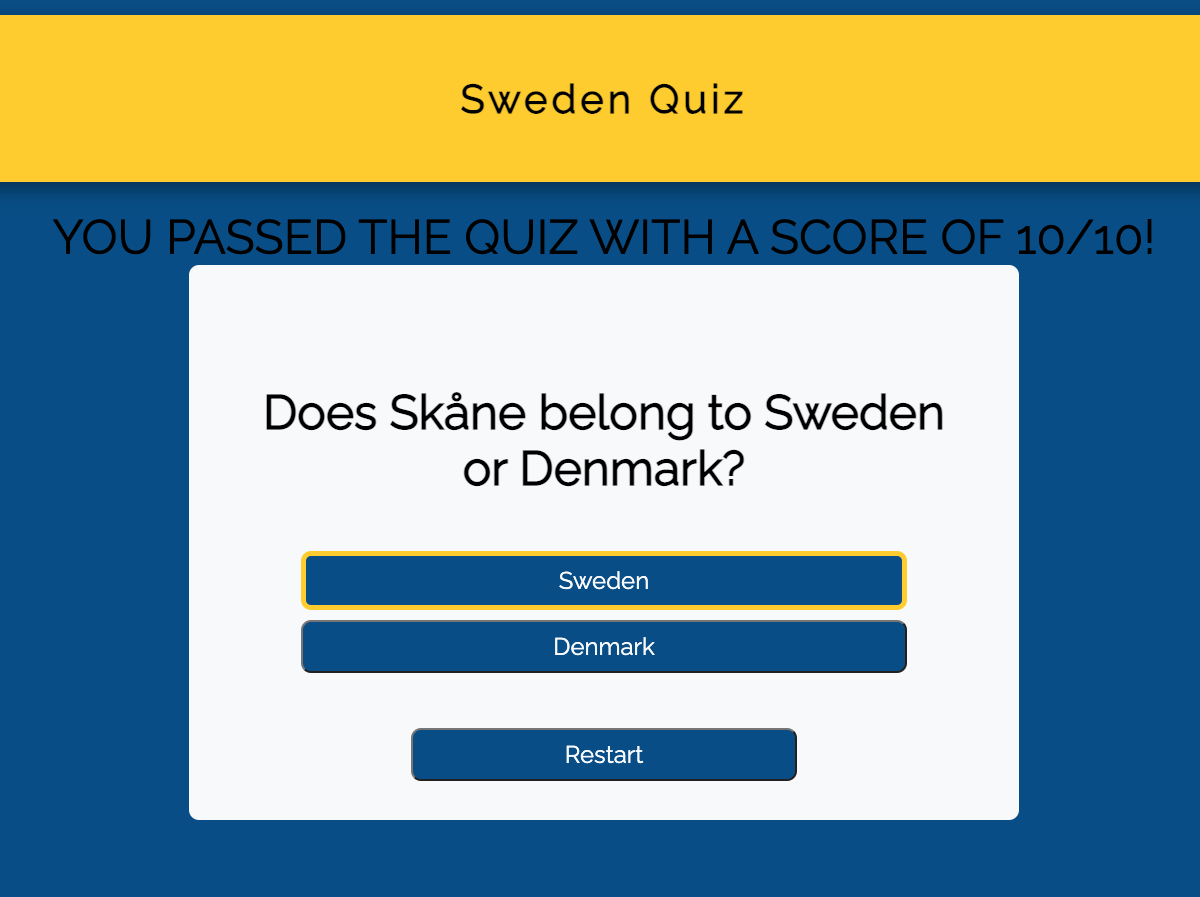 Sweden Quiz
YOU PASSED THE QUIZ WITH A SCORE OF 10/10!
Does Skåne belong to Sweden
or Denmark?
Sweden
Denmark
Restart